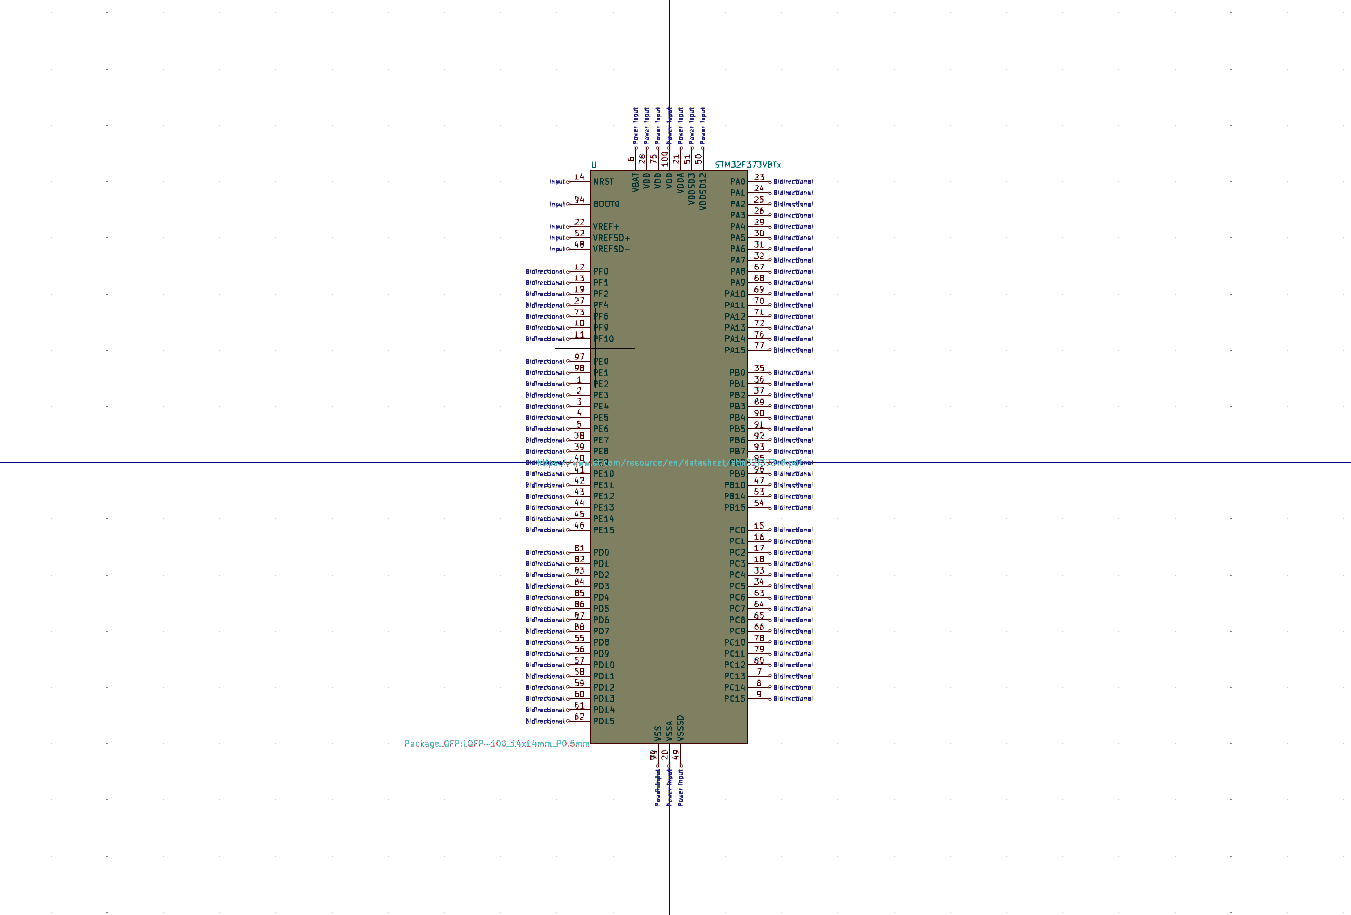 Power Input Power Input Power Input Power Input Power Input Power Input Power Input
6 28 75 100 21 51 50
U STM32F373VBTx
VBAT VDD VDD VDD VDDA VDDSD3 VDDSD12
Input 14 NRST PA0 23 Bidirectional
PA1 24 Bidirectional
Input 94 BOOT0 PA2 25 Bidirectional
PA3 26 Bidirectional
Input 22 VREF+ PA4 29 Bidirectional
Input 52 VREFSD+ PA5 30 Bidirectional
Input 48 VREFSD- PA6 31 Bidirectional
PA7 32 Bidirectional
Bidirectional 12 PF0 PA8 67 Bidirectional
Bidirectional 13 PF1 PA9 68 Bidirectional
Bidirectional 19 PF2 PA10 69 Bidirectional
Bidirectional 27 PF4 PA11 70 Bidirectional
Bidirectional 73 PF6 PA12 71 Bidirectional
Bidirectional 10 PF9 PA13 72 Bidirectional
Bidirectional 11 PF10 PA14 76 Bidirectional
PA15 77 Bidirectional
Bidirectional 97 PE0
Bidirectional 98 PE1 PB0 35 Bidirectional
Bidirectional 1 PE2 PB1 36 Bidirectional
Bidirectional 2 PE3 PB2 37 Bidirectional
Bidirectional 3 PE4 PB3 89 Bidirectional
Bidirectional 4 PE5 PB4 90 Bidirectional
Bidirectional 5 PE6 PB5 91 Bidirectional
Bidirectional 38 PE7 PB6 92 Bidirectional
Bidirectional 39 PE8 PB7 93 Bidirectional
40 com/resource/en/datasheet/
Bidirectional 41 PE10 PB9 Bidirectional
Bidirectional 42 PE11 PB10 47 Bidirectional
Bidirectional 43 PE12 PB14 53 Bidirectional
Bidirectional 44 PE13 PB15 54 Bidirectional
Bidirectional 45 PE14
Bidirectional 46 PE15 PC0 15 Bidirectional
PC1 16 Bidirectional
Bidirectional 81 PD0 PC2 17 Bidirectional
Bidirectional 82 PD1 PC3 18 Bidirectional
Bidirectional 83 PD2 PC4 33 Bidirectional
Bidirectional 84 PD3 PC5 34 Bidirectional
Bidirectional 85 PD4 PC6 63 Bidirectional
Bidirectional 86 PD5 PC7 64 Bidirectional
Bidirectional 87 PD6 PC8 65 Bidirectional
Bidirectional 88 PD7 PC9 66 Bidirectional
Bidirectional 55 PD8 PC10 78 Bidirectional
Bidirectional 56 PD9 PC11 79 Bidirectional
Bidirectional 57 PD10 PC12 80 Bidirectional
Bidirectional 58 PD11 PC13 7 Bidirectional
Bidirectional 59 PD12 PC14 8 Bidirectional
Bidirectional 60 PD13 PC15 9 Bidirectional
Bidirectional 61 PD14
Bidirectional 62 PD15
VSS VSSA VSSSD
Package_QFP:LQFP-100_14x14mm_P0.5mm
20 49
Power Input Power Input